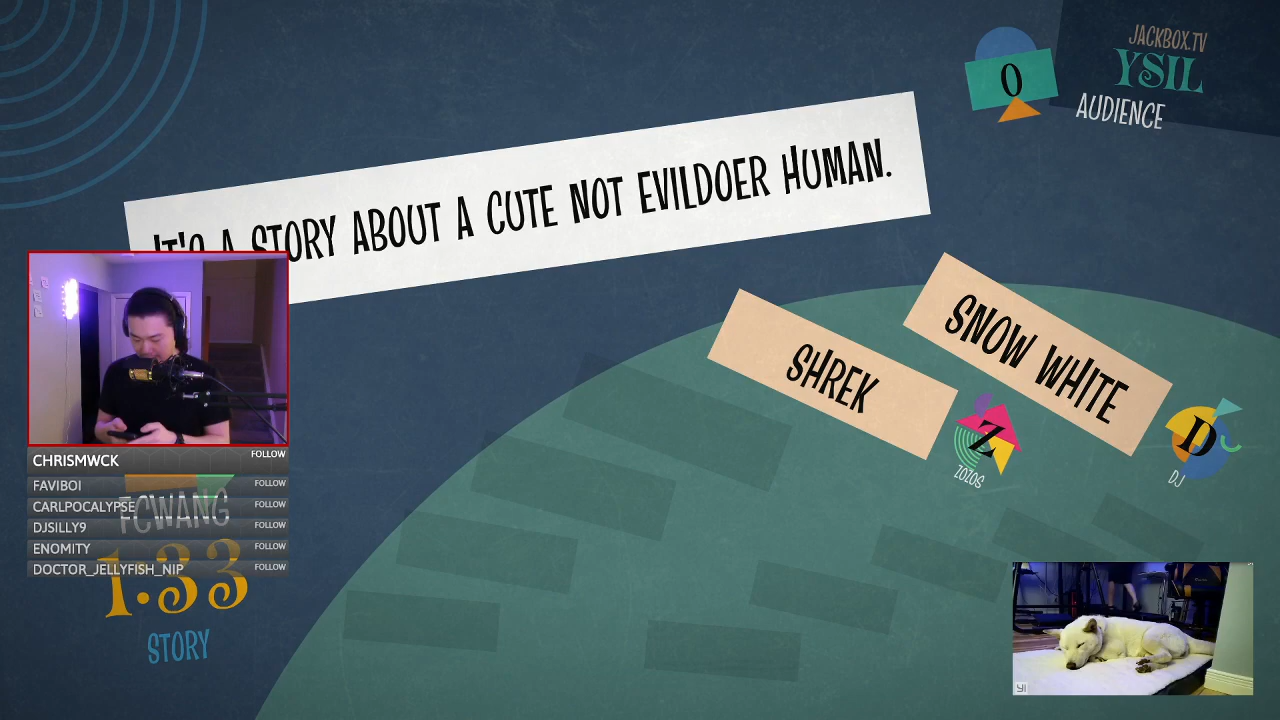 JACKBOX.TV
YSIL
AUDIENCE
0
IT'S A STORY ABOUT A CUTE NOT EVILDOER HUMAN.
SNOW WHITE
D
DJ
SHREK
Z
ZOZOS
CHRISMWCK FOLLOW
FAVIBOI FOLLOW
CARLPOCALYPSE FOLLOW
DJSILLY9 FOLLOW
ENOMITY FOLLOW
DOCTOR_JELLYFISH_NIP FOLLOW
FCWANG
1.33
STORY
YI